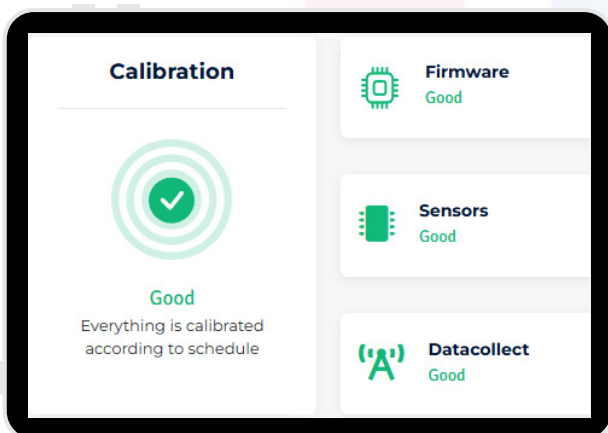 Calibration
Good
Everything is calibrated
according to schedule
Firmware
Good
Sensors
Good
Datacollect
Good